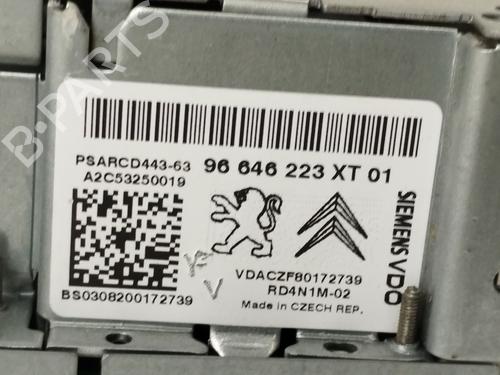 B-PARTS
PSARCD443-63 96 646 223 XT 01
A2C53250019
SIEMENS VDO
VDACZF80172739
RD4N1M-02
BS0308200172739
Made in CZECH REP.